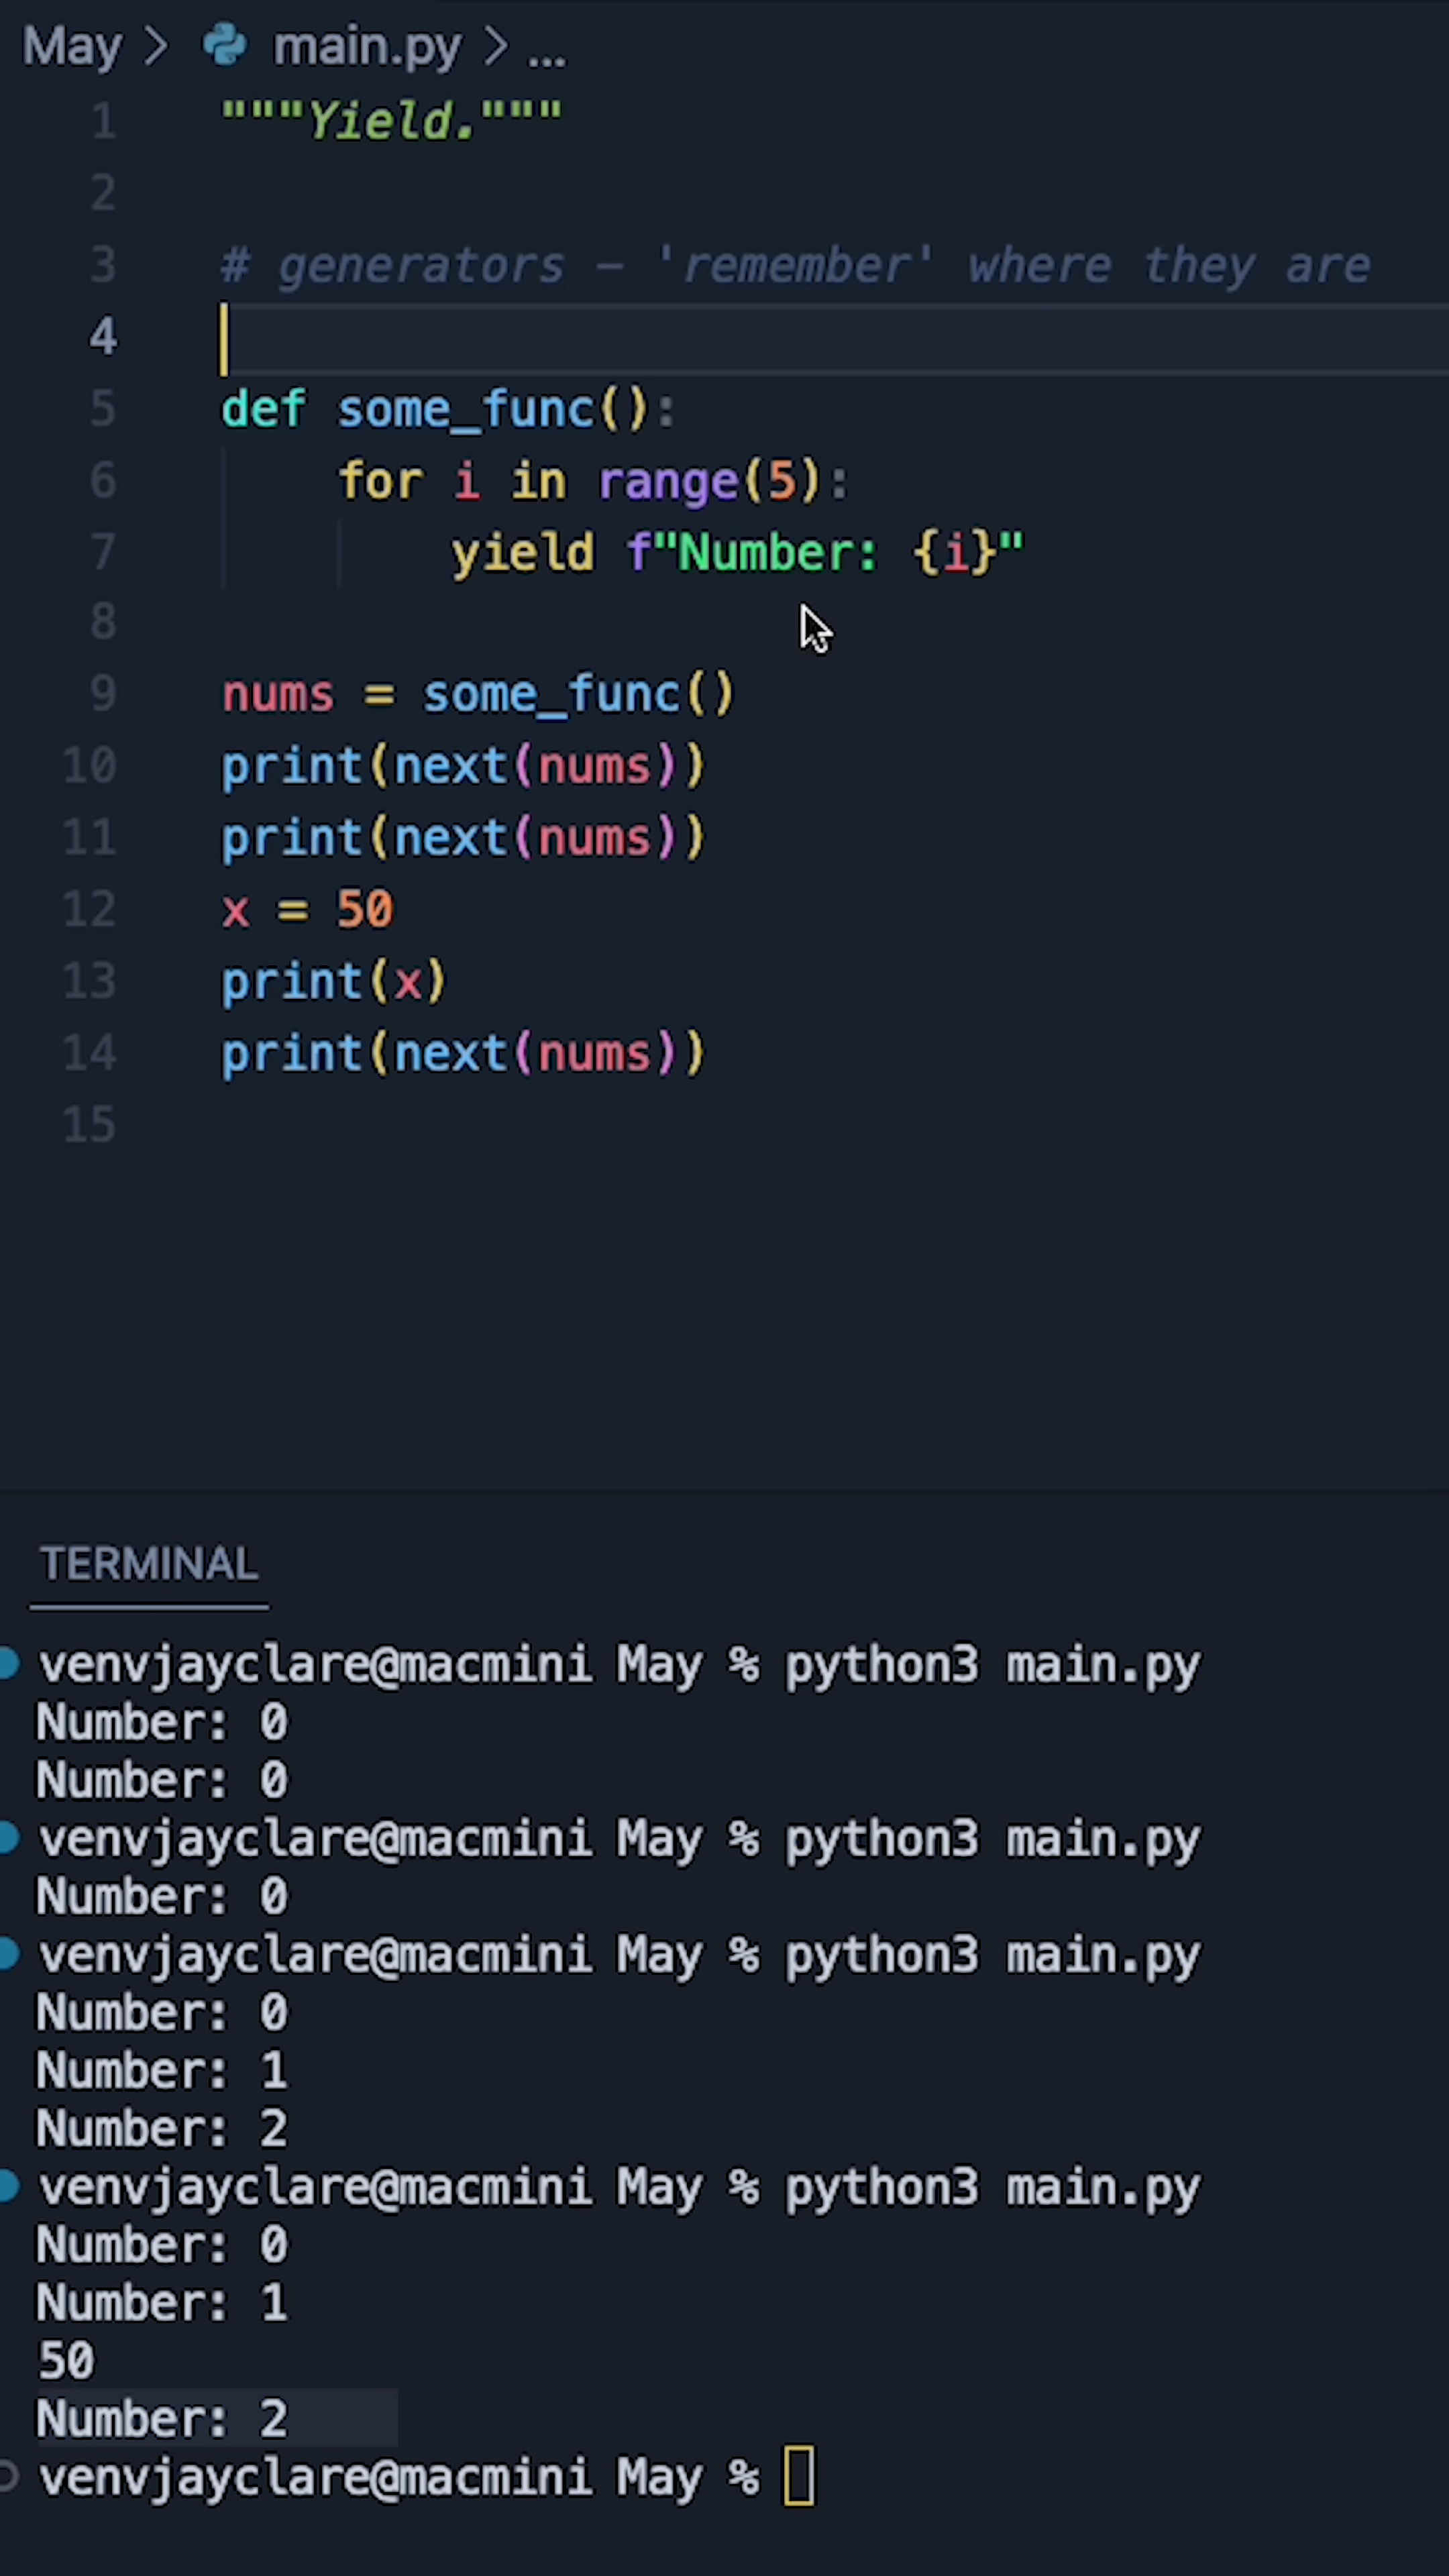 May > main.py > ...
1 """Yield."""
2
3 # generators – 'remember' where they are
4
5 def some_func():
6 for i in range(5):
7 yield f"Number: {i}"
8
9 nums = some_func()
10 print(next(nums))
11 print(next(nums))
12 x = 50
13 print(x)
14 print(next(nums))
15
TERMINAL
venvjayclare@macmini May % python3 main.py
Number: 0
Number: 0
venvjayclare@macmini May % python3 main.py
Number: 0
venvjayclare@macmini May % python3 main.py
Number: 0
Number: 1
Number: 2
venvjayclare@macmini May % python3 main.py
Number: 0
Number: 1
50
Number: 2
venvjayclare@macmini May %